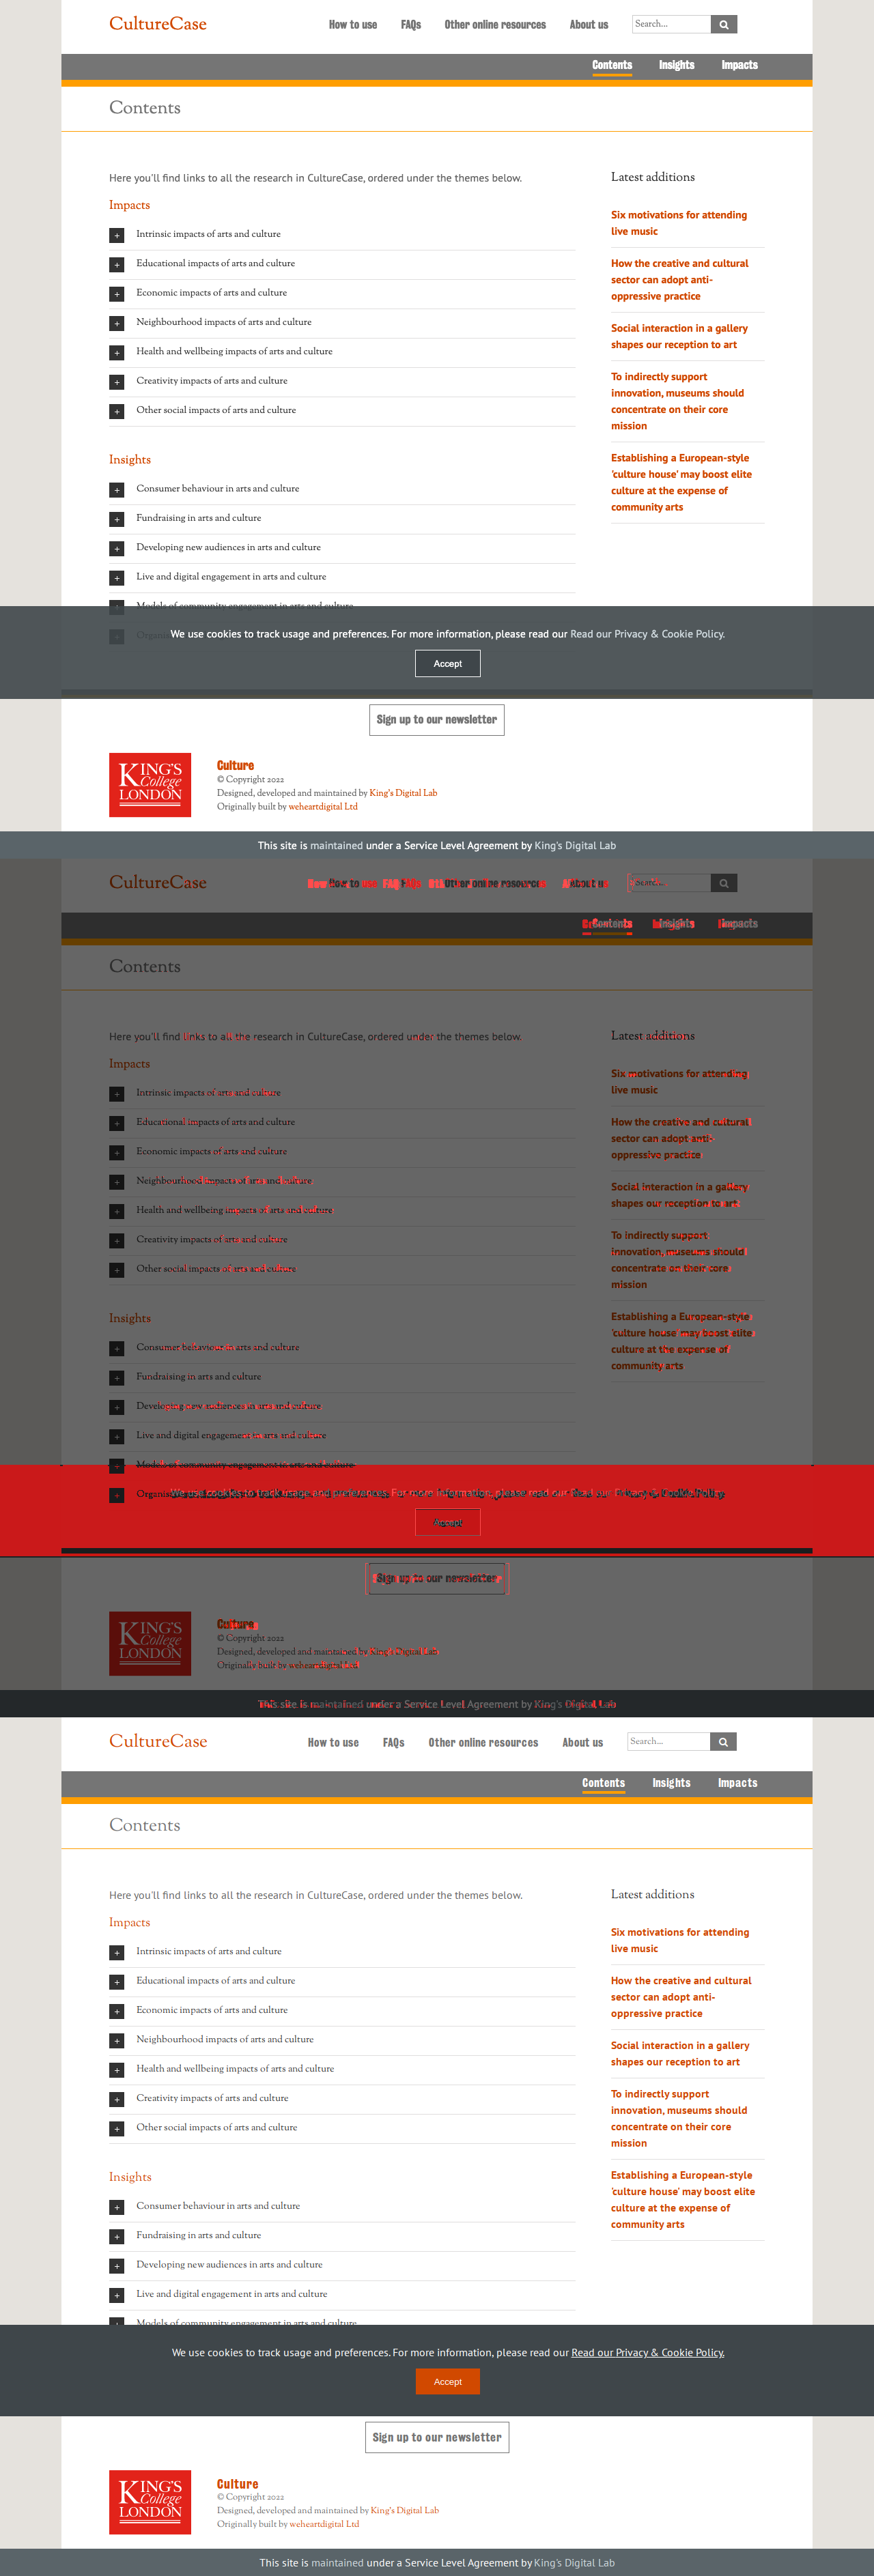 CultureCase
How to use FAQs Other online resources About us Search...
Contents Insights Impacts
Contents
Here you'll find links to all the research in CultureCase, ordered under the themes below.
Impacts
+ Intrinsic impacts of arts and culture
+ Educational impacts of arts and culture
+ Economic impacts of arts and culture
+ Neighbourhood impacts of arts and culture
+ Health and wellbeing impacts of arts and culture
+ Creativity impacts of arts and culture
+ Other social impacts of arts and culture
Insights
+ Consumer behaviour in arts and culture
+ Fundraising in arts and culture
+ Developing new audiences in arts and culture
+ Live and digital engagement in arts and culture
Models of community engagement in arts and culture
Latest additions
Six motivations for attending
live music
How the creative and cultural
sector can adopt anti-
oppressive practice
Social interaction in a gallery
shapes our reception to art
To indirectly support
innovation, museums should
concentrate on their core
mission
Establishing a European-style
'culture house' may boost elite
culture at the expense of
community arts
We use cookies to track usage and preferences. For more information, please read our Read our Privacy & Cookie Policy.
Accept
Sign up to our newsletter
KING'S
College
LONDON
Culture
© Copyright 2022
Designed, developed and maintained by King's Digital Lab
Originally built by weheartdigital Ltd
This site is maintained under a Service Level Agreement by King's Digital Lab
CultureCase
How to use FAQs Other online resources About us Search...
Contents Insights Impacts
Contents
Here you'll find links to all the research in CultureCase, ordered under the themes below.
Impacts
+ Intrinsic impacts of arts and culture
+ Educational impacts of arts and culture
+ Economic impacts of arts and culture
+ Neighbourhood impacts of arts and culture
+ Health and wellbeing impacts of arts and culture
+ Creativity impacts of arts and culture
+ Other social impacts of arts and culture
Insights
+ Consumer behaviour in arts and culture
+ Fundraising in arts and culture
+ Developing new audiences in arts and culture
+ Live and digital engagement in arts and culture
+ Models of community engagement in arts and culture
Latest additions
Six motivations for attending
live music
How the creative and cultural
sector can adopt anti-
oppressive practice
Social interaction in a gallery
shapes our reception to art
To indirectly support
innovation, museums should
concentrate on their core
mission
Establishing a European-style
'culture house' may boost elite
culture at the expense of
community arts
We use cookies to track usage and preferences. For more information, please read our Read our Privacy & Cookie Policy.
Accept
Sign up to our newsletter
KING'S
College
LONDON
Culture
© Copyright 2022
Designed, developed and maintained by King's Digital Lab
Originally built by weheartdigital Ltd
This site is maintained under a Service Level Agreement by King's Digital Lab
CultureCase
How to use FAQs Other online resources About us Search...
Contents Insights Impacts
Contents
Here you'll find links to all the research in CultureCase, ordered under the themes below.
Impacts
+ Intrinsic impacts of arts and culture
+ Educational impacts of arts and culture
+ Economic impacts of arts and culture
+ Neighbourhood impacts of arts and culture
+ Health and wellbeing impacts of arts and culture
+ Creativity impacts of arts and culture
+ Other social impacts of arts and culture
Insights
+ Consumer behaviour in arts and culture
+ Fundraising in arts and culture
+ Developing new audiences in arts and culture
+ Live and digital engagement in arts and culture
Models of community engagement in arts and culture
Latest additions
Six motivations for attending
live music
How the creative and cultural
sector can adopt anti-
oppressive practice
Social interaction in a gallery
shapes our reception to art
To indirectly support
innovation, museums should
concentrate on their core
mission
Establishing a European-style
'culture house' may boost elite
culture at the expense of
community arts
We use cookies to track usage and preferences. For more information, please read our Read our Privacy & Cookie Policy.
Accept
Sign up to our newsletter
KING'S
College
LONDON
Culture
© Copyright 2022
Designed, developed and maintained by King's Digital Lab
Originally built by weheartdigital Ltd
This site is maintained under a Service Level Agreement by King's Digital Lab